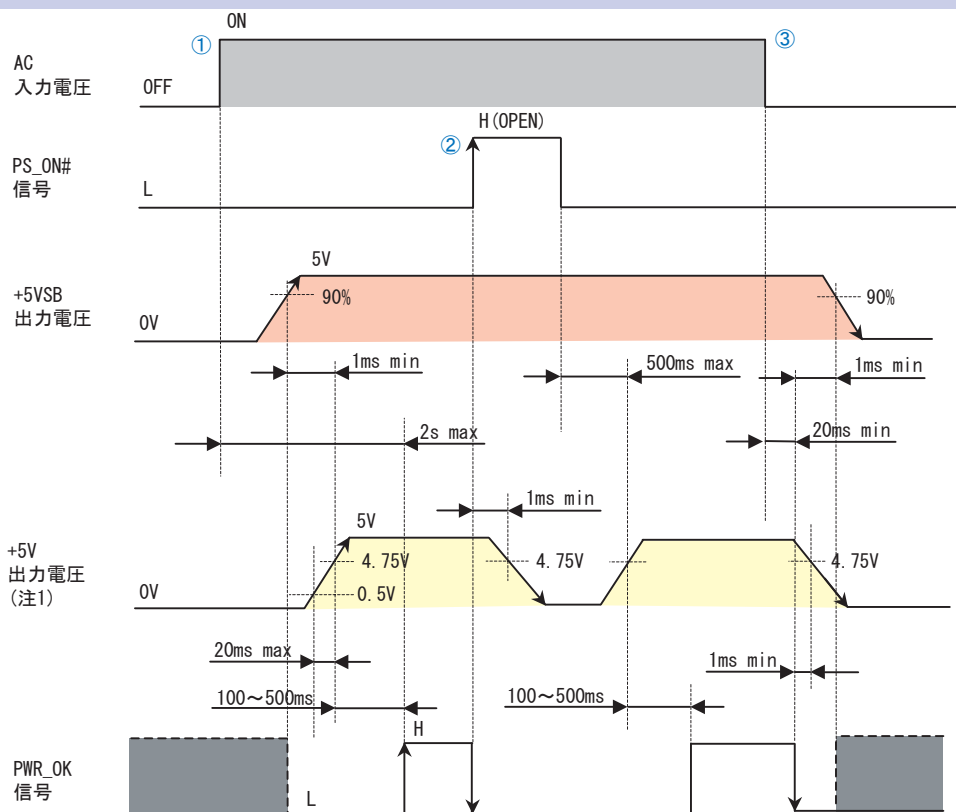 ON
①
③
AC
入力電圧
OFF
H(OPEN)
②
PS_ON#
信号
L
5V
+5VSB
出力電圧
90%
90%
0V
1ms min
500ms max
1ms min
2s max
20ms min
1ms min
5V
+5V
出力電圧
(注1)
4.75V
4.75V
4.75V
0V
0.5V
20ms max
1ms min
100～500ms
100～500ms
H
PWR_OK
信号
L